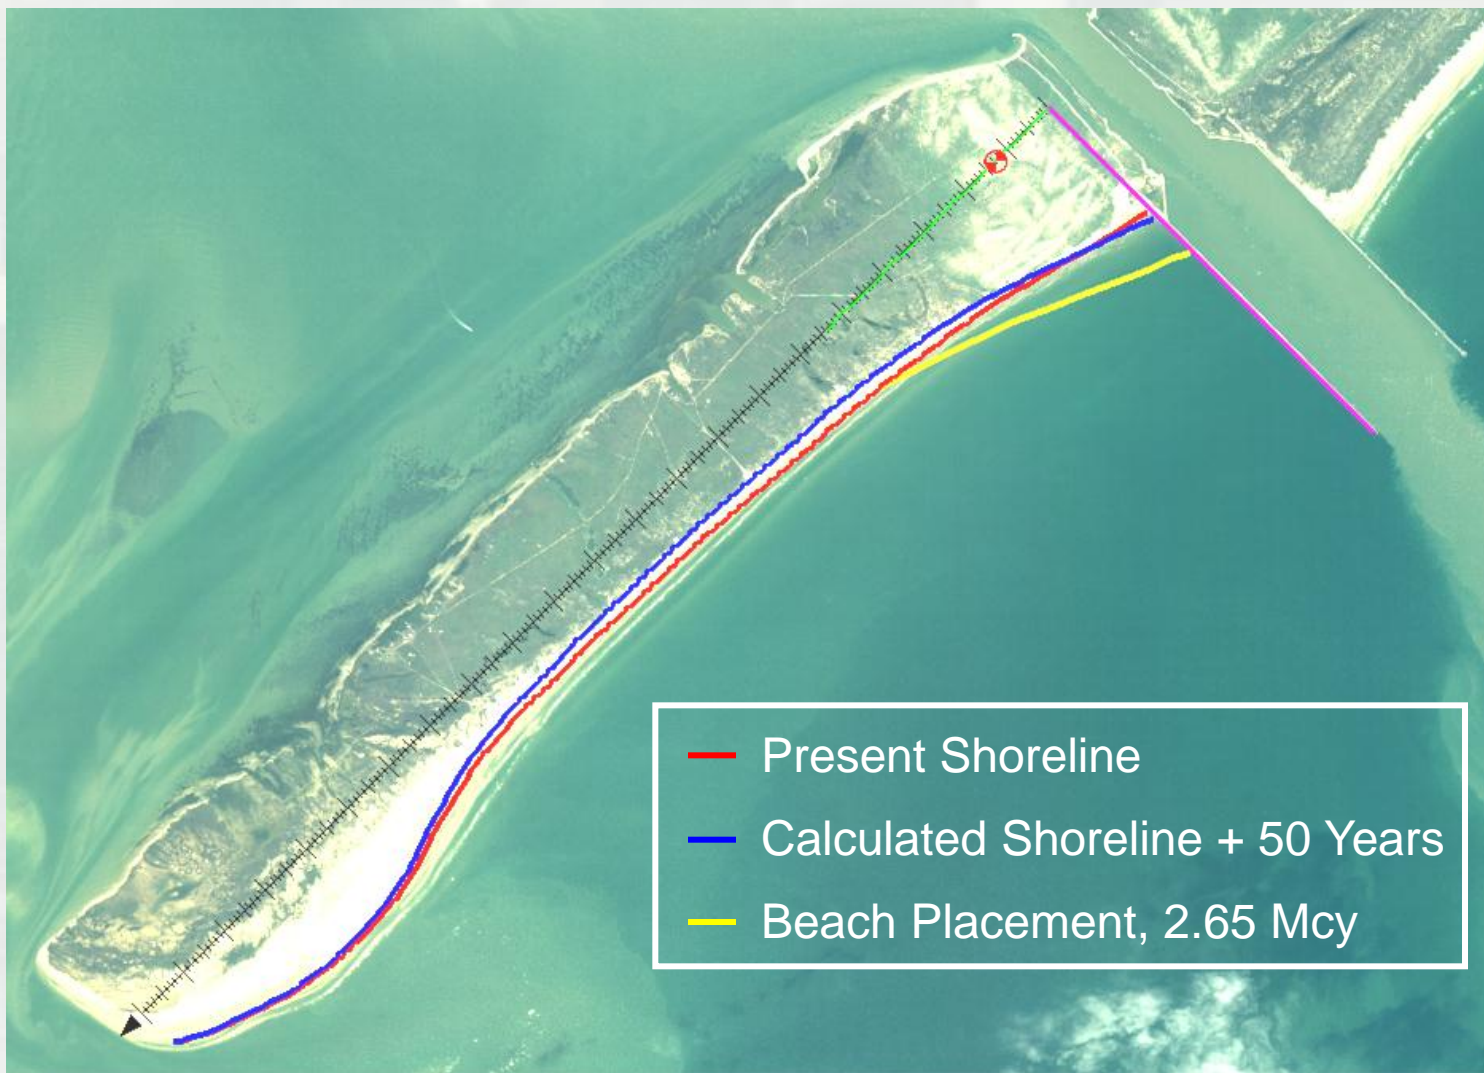 Present Shoreline
Calculated Shoreline + 50 Years
Beach Placement, 2.65 Mcy